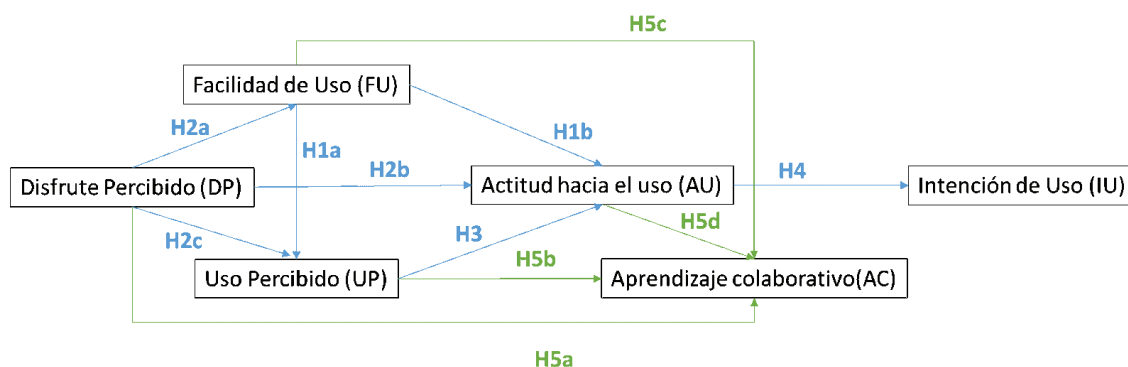 H5c
Facilidad de Uso (FU)
H2a
H1a
H1b
H2b
Disfrute Percibido (DP)
Actitud hacia el uso (AU)
H4
Intención de Uso (IU)
H2c
H3
H5d
H5b
Uso Percibido (UP)
Aprendizaje colaborativo(AC)
H5a